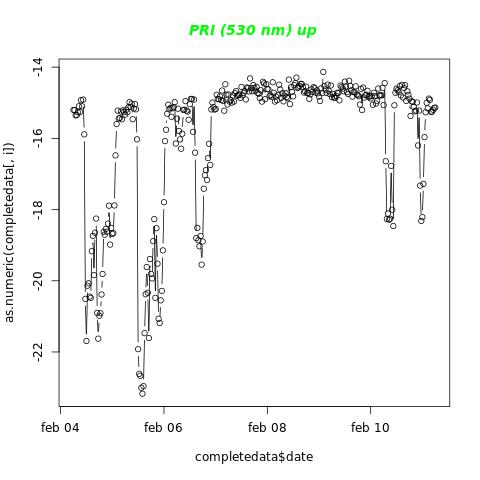 PRI (530 nm) up
as.numeric(completedata[, i])
-14
-16
-18
-20
-22
feb 04
feb 06
feb 08
feb 10
completedata$date